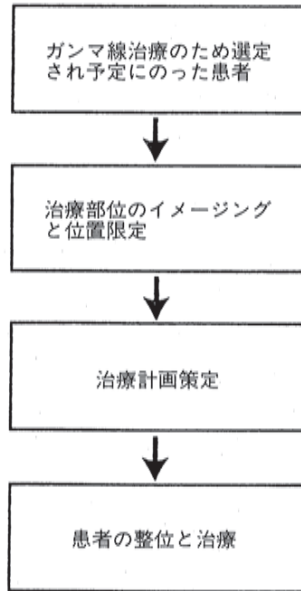 ガンマ線治療のため選定
され予定にのった患者
治療部位のイメージング
と位置限定
治療計画策定
患者の整位と治療